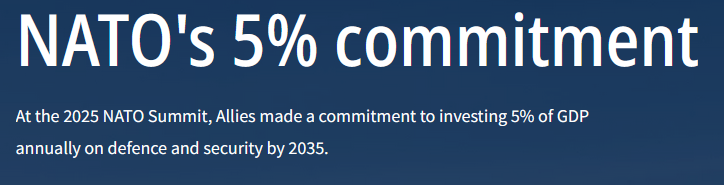 NATO's 5% commitment
At the 2025 NATO Summit, Allies made a commitment to investing 5% of GDP
annually on defence and security by 2035.